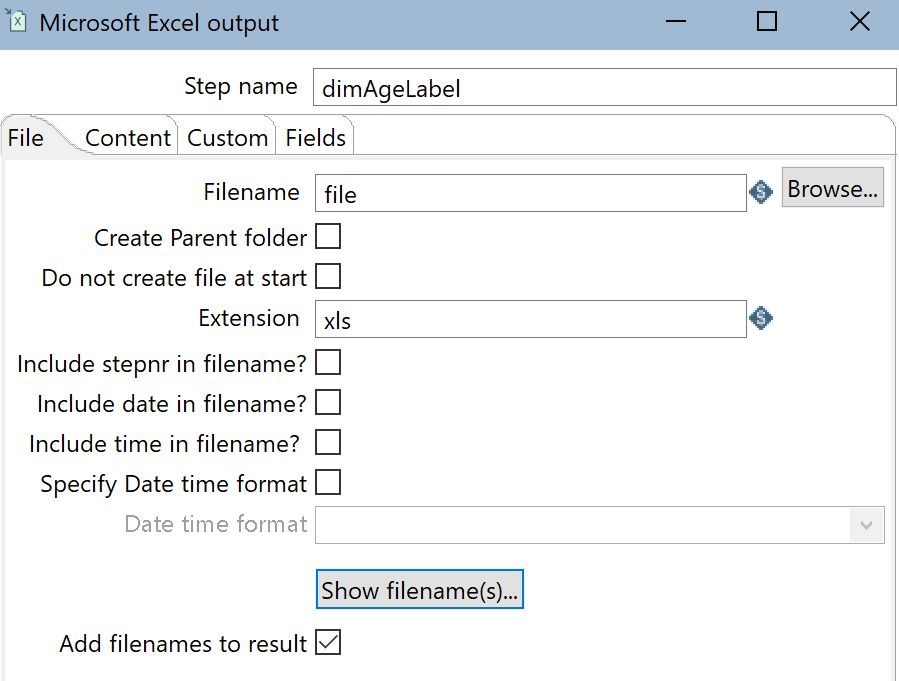 Microsoft Excel output
Step name dimAgeLabel
File Content Custom Fields
Filename file Browse...
Create Parent folder
Do not create file at start
Extension xls
Include stepnr in filename?
Include date in filename?
Include time in filename?
Specify Date time format
Date time format
Show filename(s)...
Add filenames to result